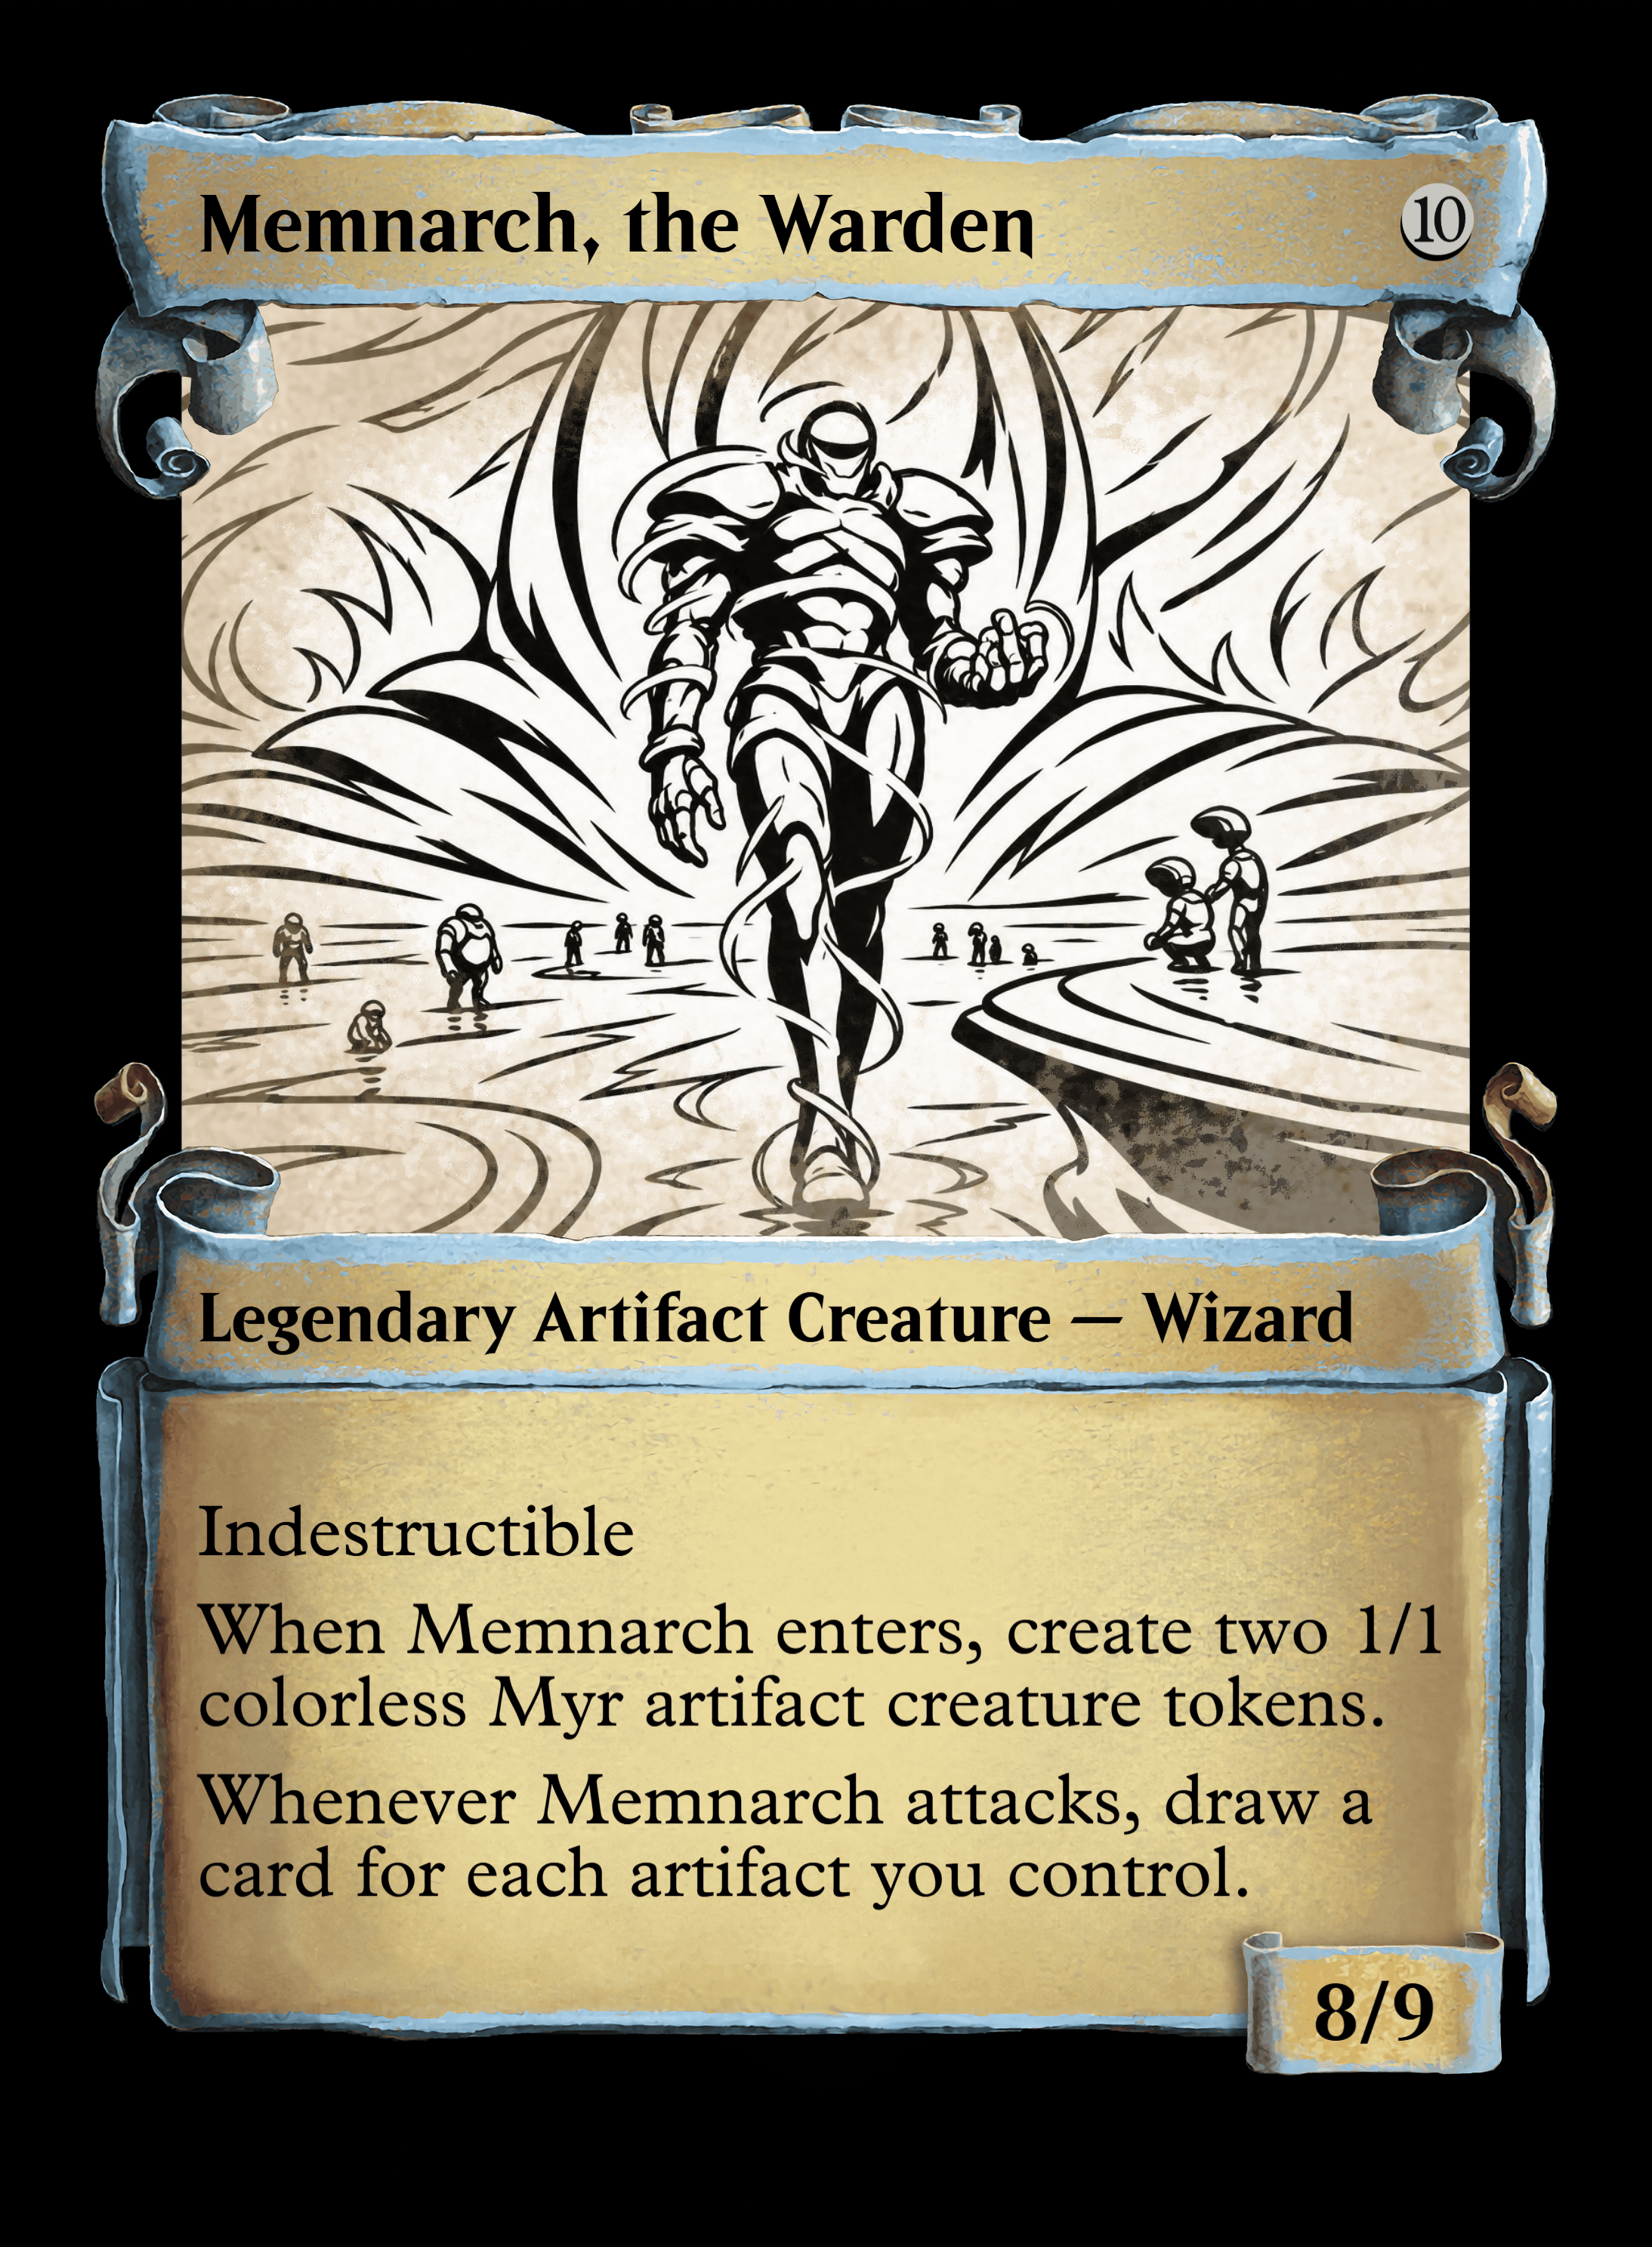 Memnarch, the Warden
10
Legendary Artifact Creature — Wizard
Indestructible
When Memnarch enters, create two 1/1
colorless Myr artifact creature tokens.
Whenever Memnarch attacks, draw a
card for each artifact you control.
8/9